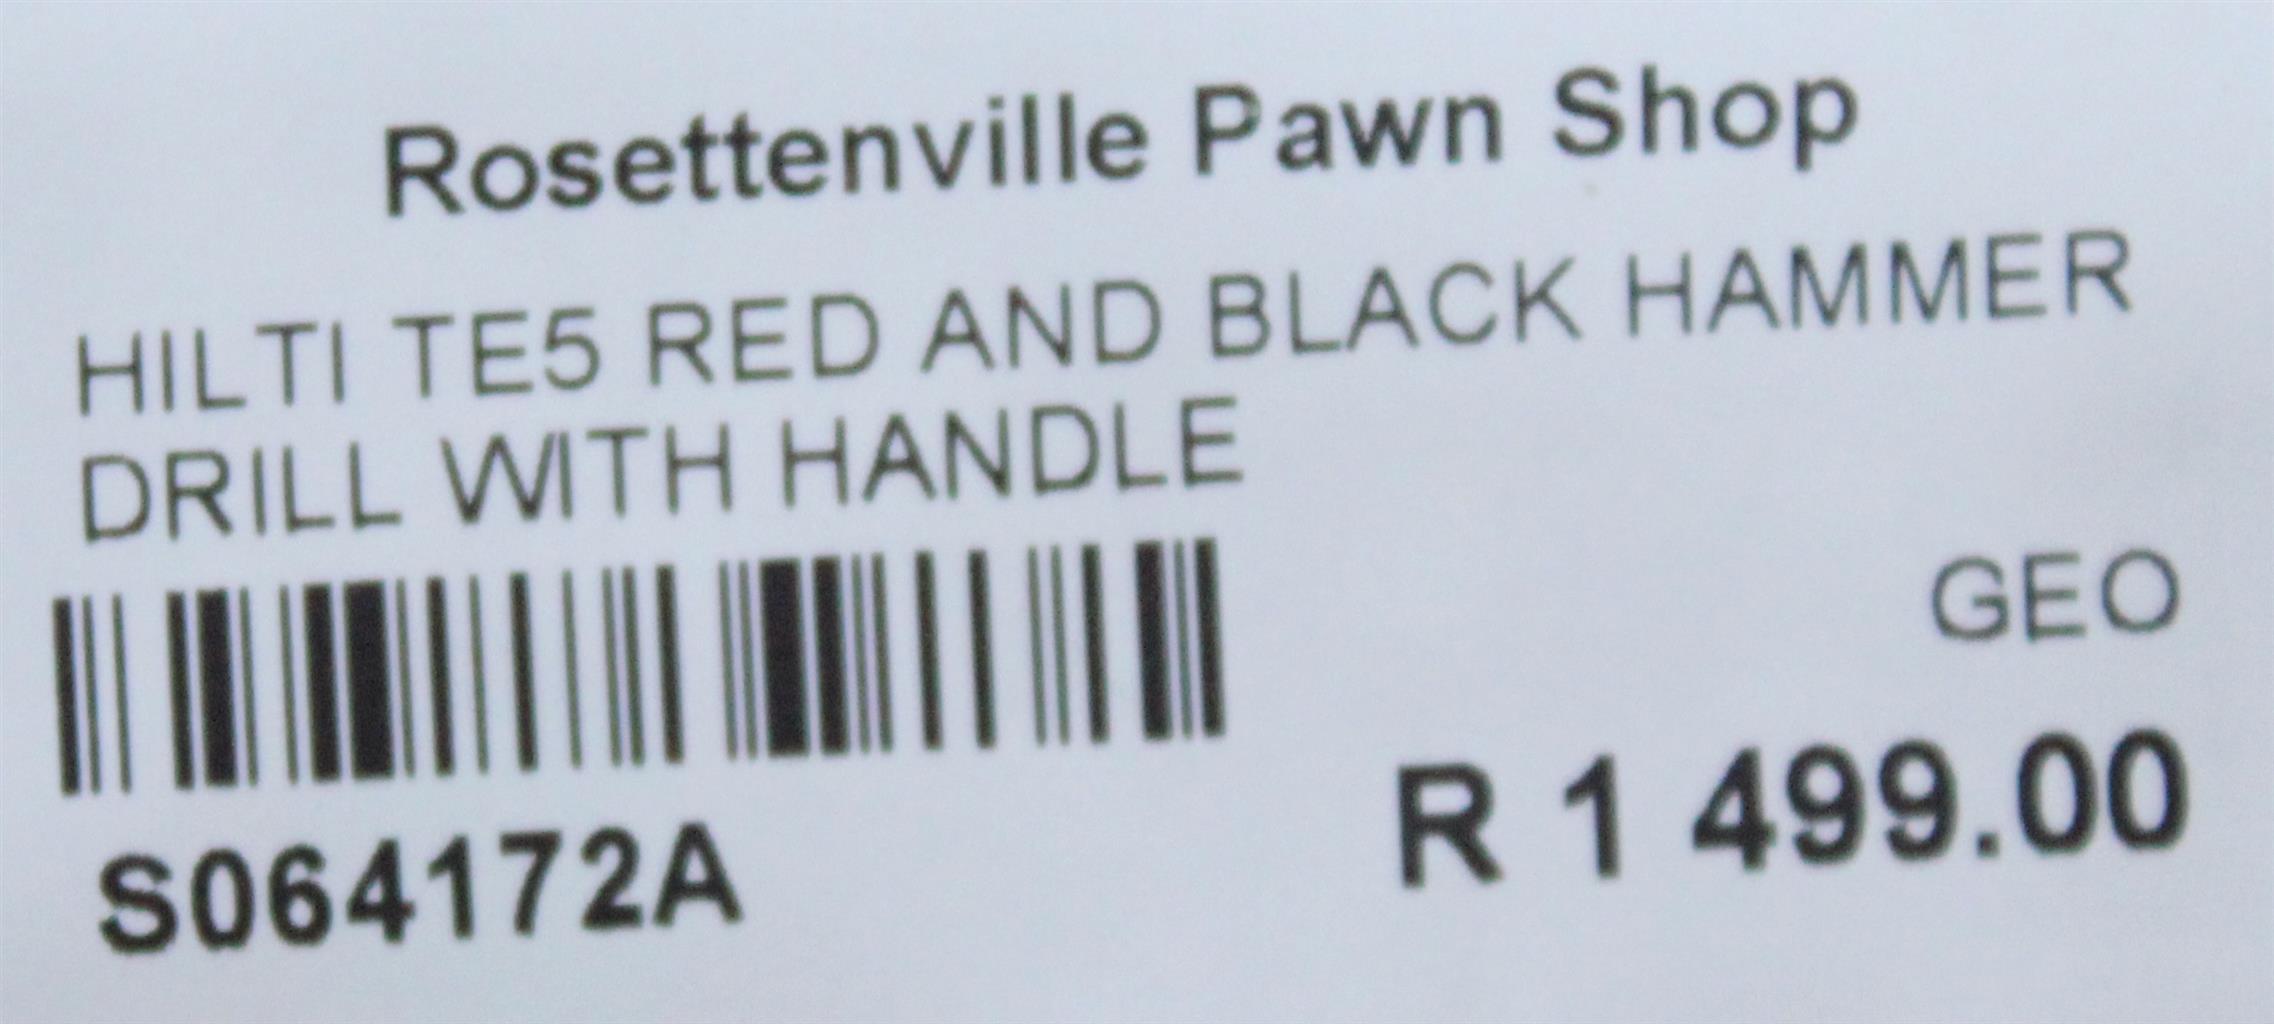 Rosettenville Pawn Shop
HILTI TE5 RED AND BLACK HAMMER
DRILL WITH HANDLE
GEO
S064172A
R 1 499.00